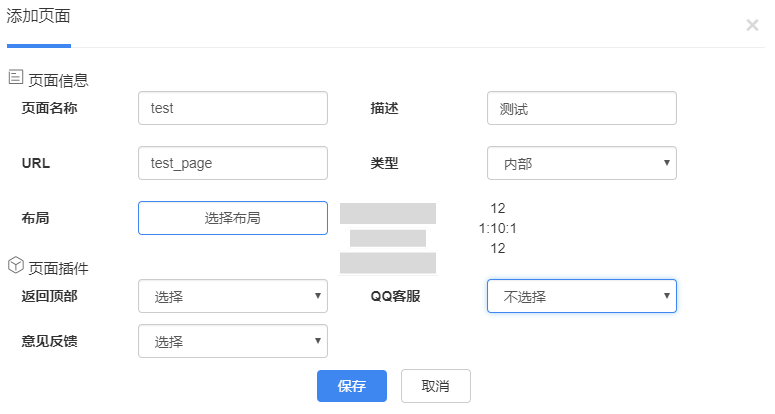 添加页面
×
页面信息
页面名称 test 描述 测试
URL test_page 类型 内部
布局 选择布局 12
1:10:1
12
页面插件
返回顶部 选择 QQ客服 不选择
意见反馈 选择
保存 取消